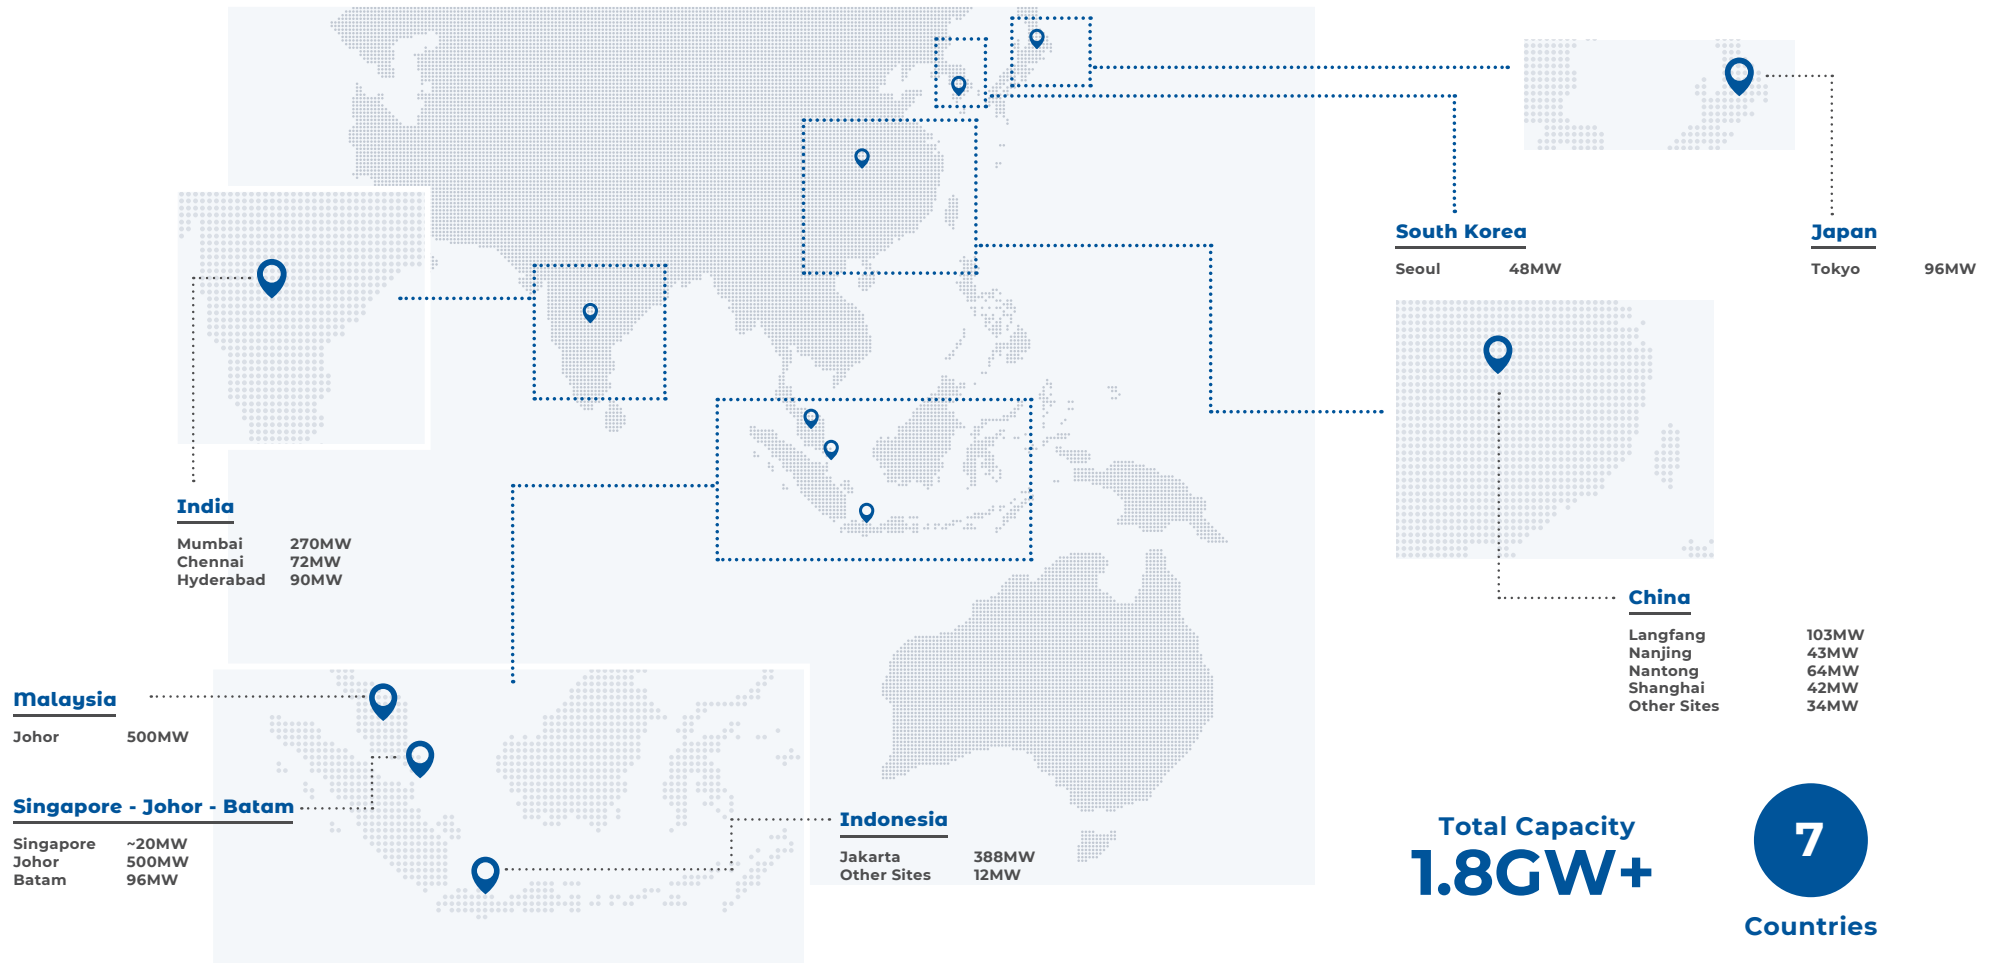 South Korea
Seoul 48MW
Japan
Tokyo 96MW
India
Mumbai 270MW
Chennai 72MW
Hyderabad 90MW
China
Langfang 103MW
Nanjing 43MW
Nantong 64MW
Shanghai 42MW
Other Sites 34MW
Malaysia
Johor 500MW
Singapore - Johor - Batam
Singapore ~20MW
Johor 500MW
Batam 96MW
Indonesia
Jakarta 388MW
Other Sites 12MW
Total Capacity
1.8GW+
7
Countries